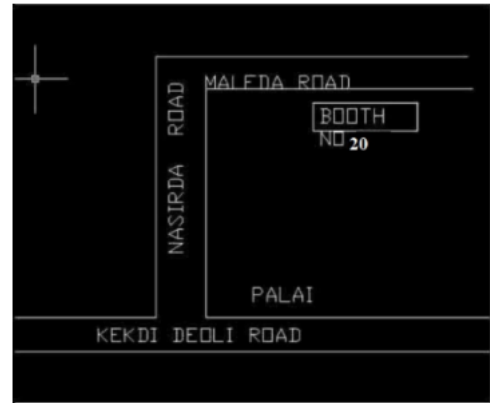 MALEDA ROAD
NASIRDA ROAD
BOOTH
NO 20
PALAI
KEKDI DEOLI ROAD